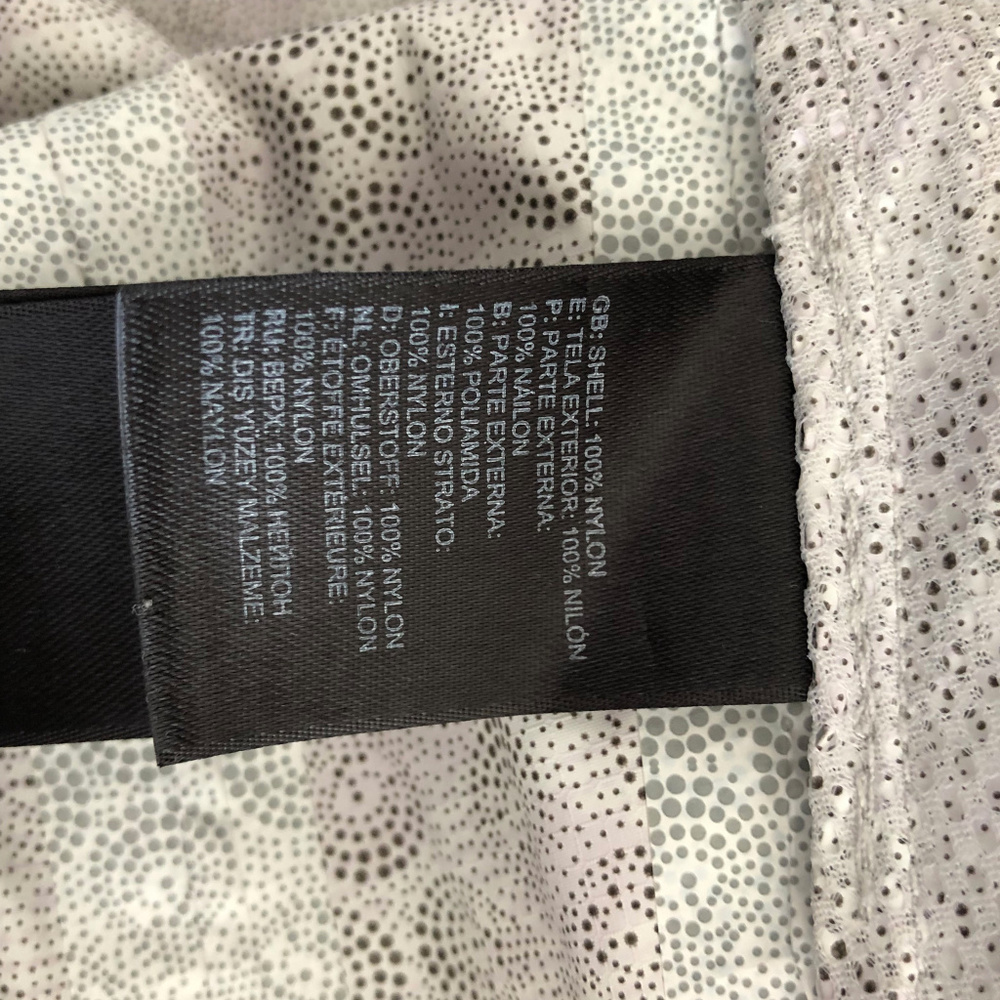 GB: SHELL: 100% NYLON
E: TELA EXTERIOR: 100% NILÓN
P: PARTE EXTERNA:
100% NAILON
B: PARTE EXTERNA:
100% POLIAMIDA
I: ESTERNO STRATO:
100% NYLON
D: OBERSTOFF: 100% NYLON
NL: OMHULSEL: 100% NYLON
F: ÉTOFFE EXTÉRIEURE:
100% NYLON
RU: ВЕРХ: 100% НЕЙЛОН
TR: DIŞ YÜZEY MALZEME:
100% NAYLON